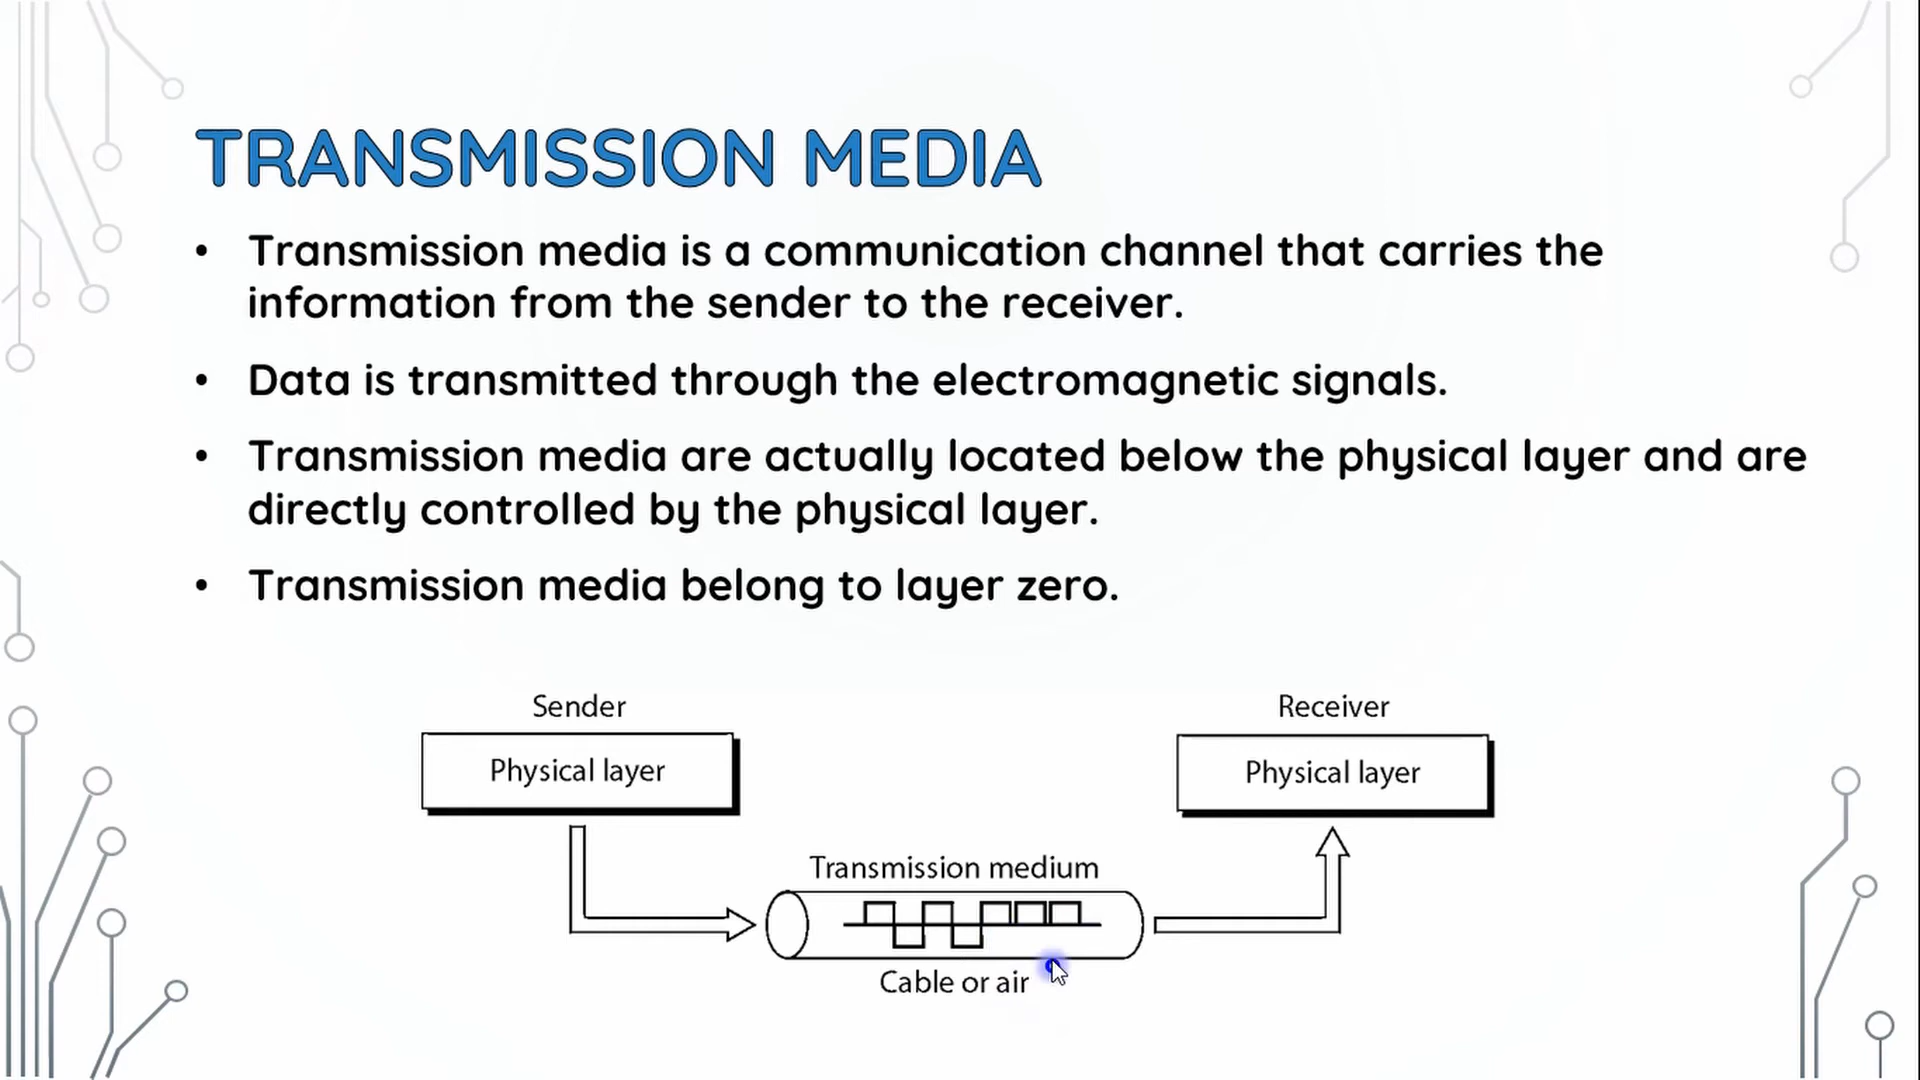 TRANSMISSION MEDIA
• Transmission media is a communication channel that carries the
information from the sender to the receiver.
• Data is transmitted through the electromagnetic signals.
• Transmission media are actually located below the physical layer and are
directly controlled by the physical layer.
• Transmission media belong to layer zero.
Sender
Receiver
Physical layer
Physical layer
Transmission medium
Cable or air